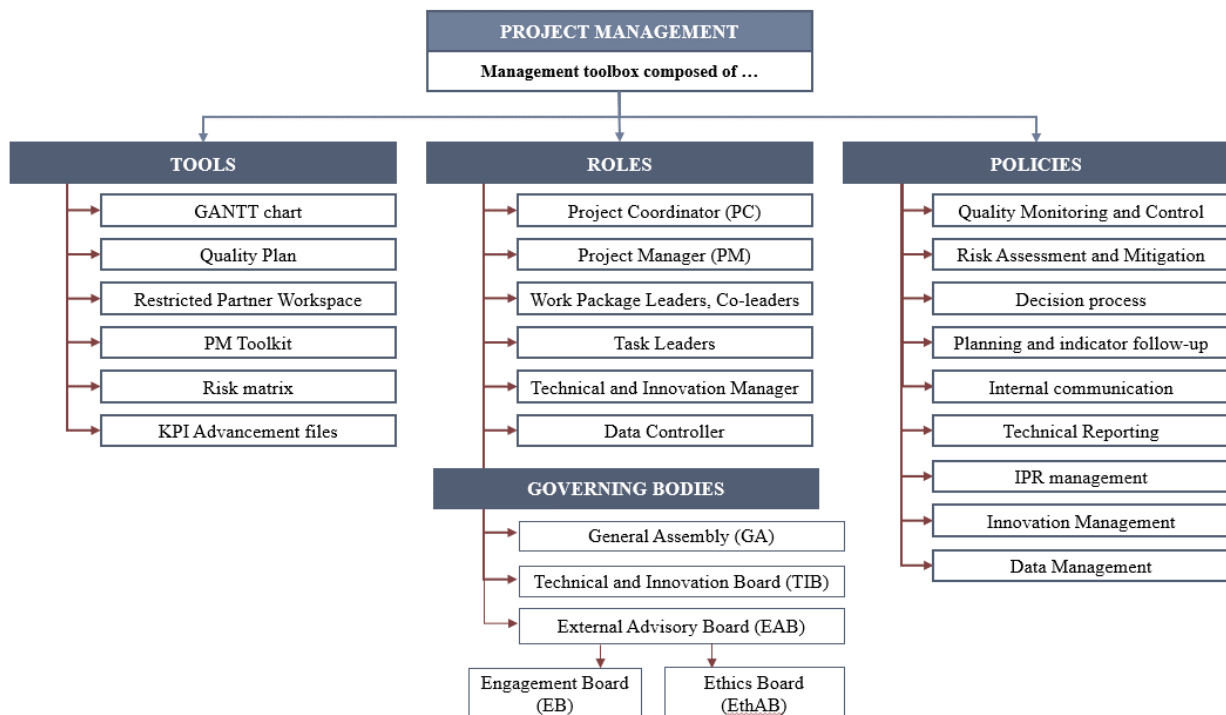 PROJECT MANAGEMENT
Management toolbox composed of …
TOOLS
GANTT chart
Quality Plan
Restricted Partner Workspace
PM Toolkit
Risk matrix
KPI Advancement files
ROLES
Project Coordinator (PC)
Project Manager (PM)
Work Package Leaders, Co-leaders
Task Leaders
Technical and Innovation Manager
Data Controller
GOVERNING BODIES
General Assembly (GA)
Technical and Innovation Board (TIB)
External Advisory Board (EAB)
Engagement Board
(EB)
Ethics Board
(EthAB)
POLICIES
Quality Monitoring and Control
Risk Assessment and Mitigation
Decision process
Planning and indicator follow-up
Internal communication
Technical Reporting
IPR management
Innovation Management
Data Management